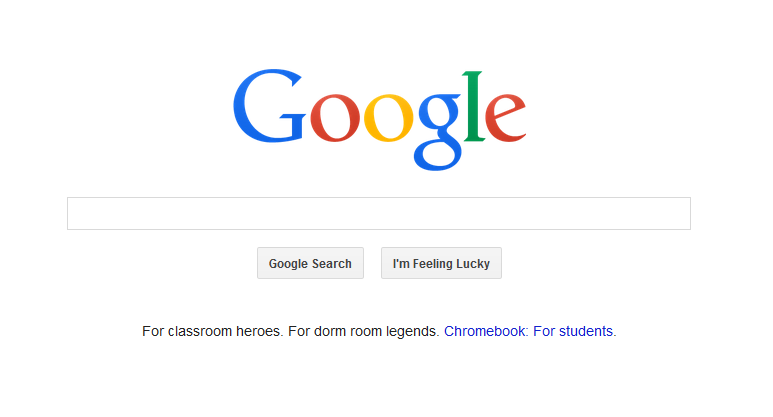 Google
Google Search
I'm Feeling Lucky
For classroom heroes. For dorm room legends. Chromebook: For students.